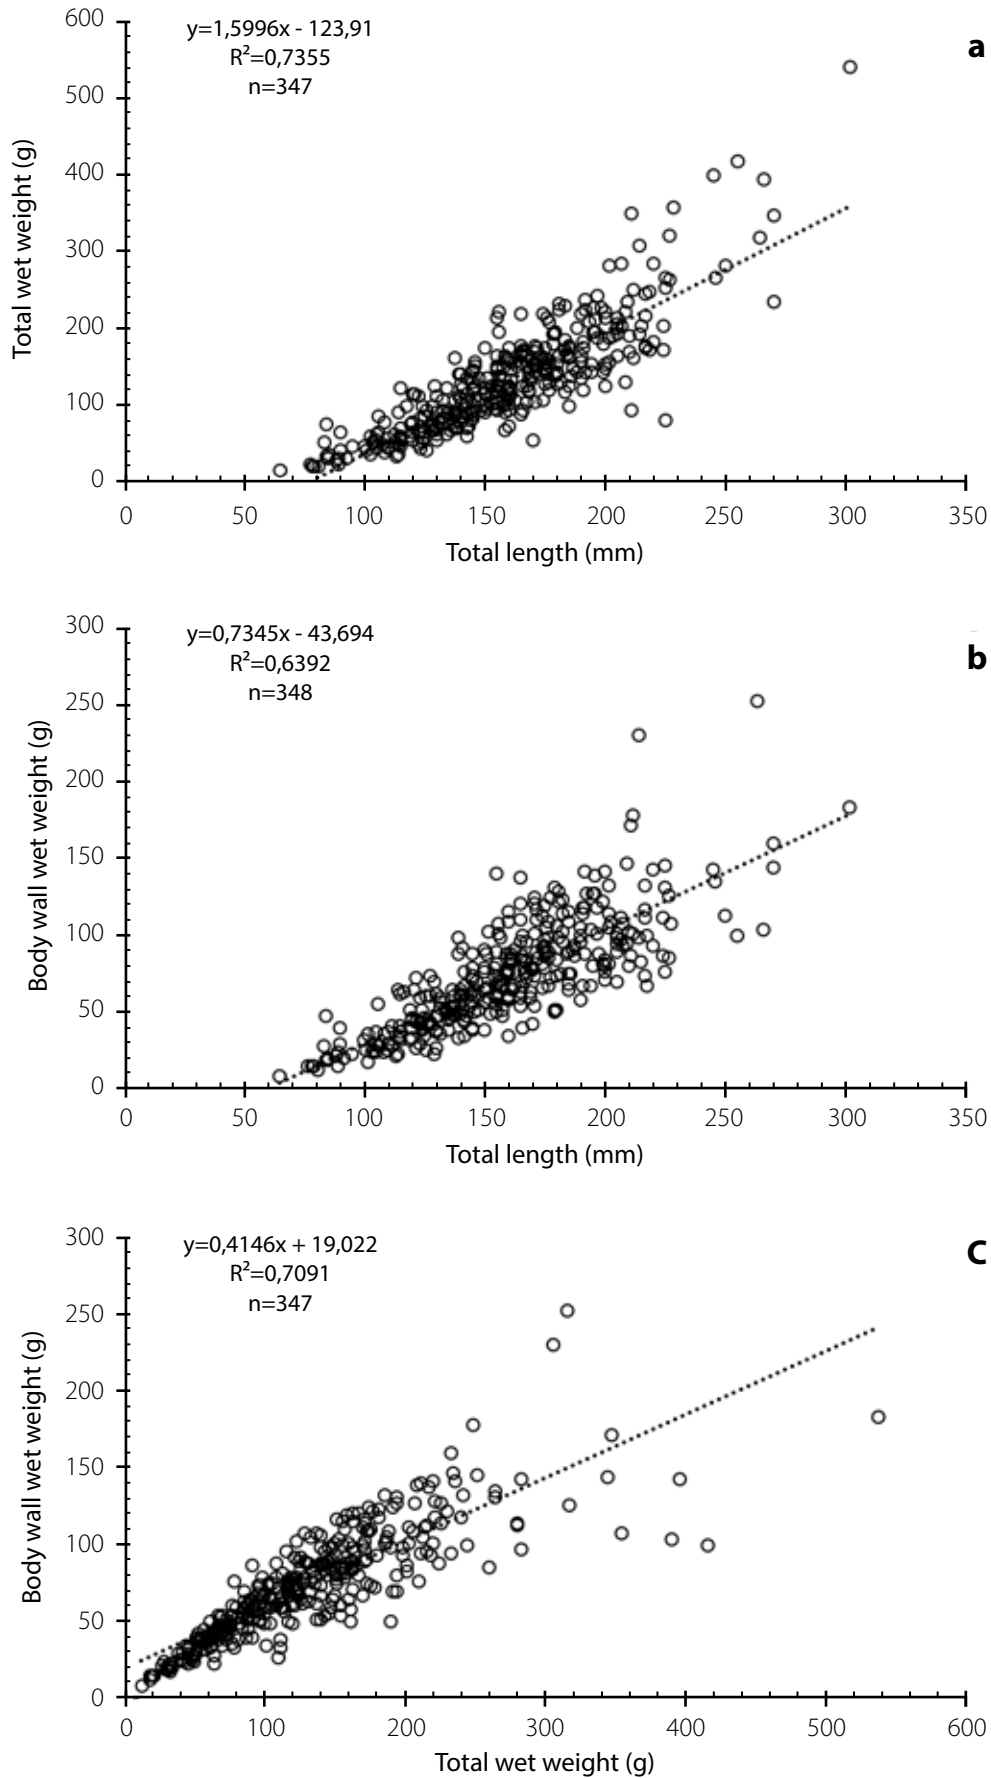 y=1,5996x - 123,91
R²=0,7355
n=347
a
600
500
400
300
200
100
0
Total wet weight (g)
0 50 100 150 200 250 300 350
Total length (mm)
y=0,7345x - 43,694
R²=0,6392
n=348
b
300
250
200
150
100
50
0
Body wall wet weight (g)
0 50 100 150 200 250 300 350
Total length (mm)
y=0,4146x + 19,022
R²=0,7091
n=347
C
300
250
200
150
100
50
0
Body wall wet weight (g)
0 100 200 300 400 500 600
Total wet weight (g)